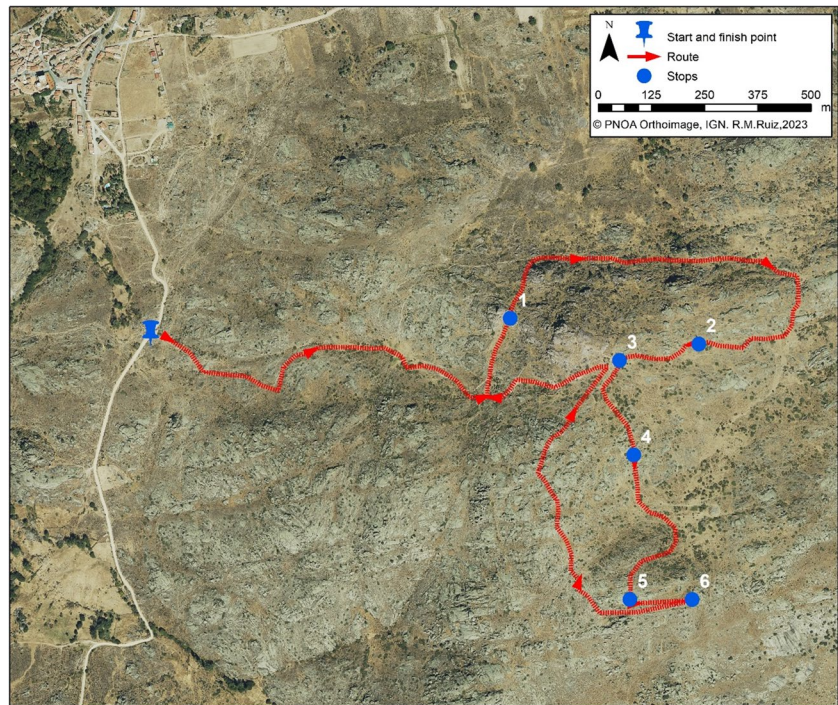 N
Start and finish point
Route
Stops
0 125 250 375 500
m
© PNOA Orthoimage, IGN. R.M.Ruiz,2023
1
2
3
4
5
6